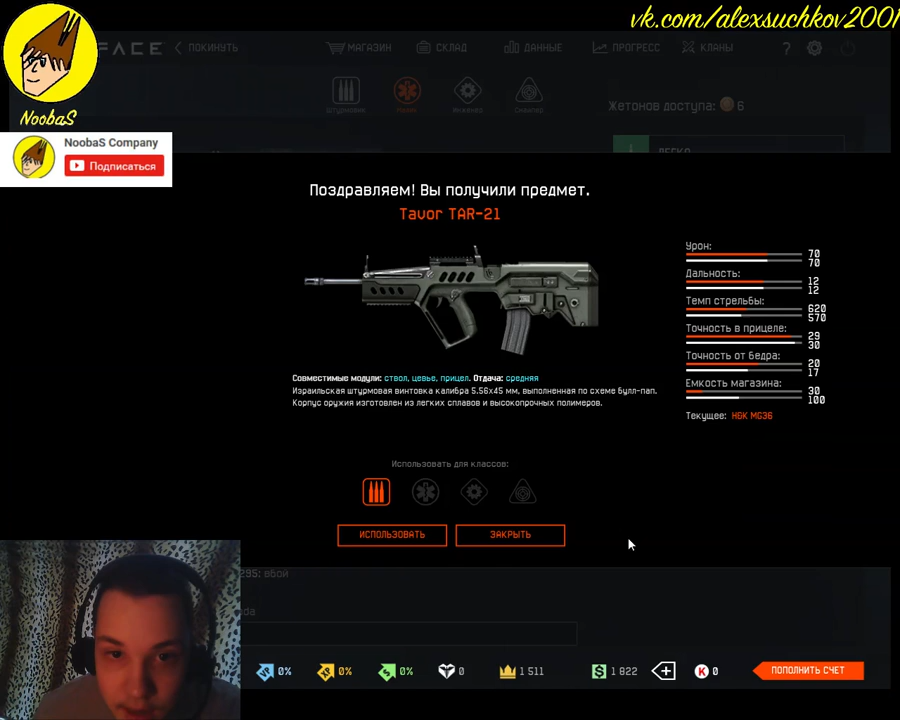 vk.com/alexsuchkov2001
FACE
ПОКИНУТЬ
МАГАЗИН
СКЛАД
ДАННЫЕ
ПРОГРЕСС
КЛАНЫ
?
Жетонов доступа: 6
NoobaS
NoobaS Company
Подписаться
Поздравляем! Вы получили предмет.
Tavor TAR-21
Урон:
70
70
Дальность:
12
12
Темп стрельбы:
620
570
Точность в прицеле:
29
30
Точность от бедра:
20
17
Емкость магазина:
30
100
Текущее: H&K MG36
Совместимые модули: ствол, цевье, прицел. Отдача: средняя
Израильская штурмовая винтовка калибра 5.56x45 мм, выполненная по схеме булл-пап.
Корпус оружия изготовлен из легких сплавов и высокопрочных полимеров.
Использовать для классов:
ИСПОЛЬЗОВАТЬ
ЗАКРЫТЬ
295: вбой
0%
0%
0%
0
1 511
1 822
K 0
ПОПОЛНИТЬ СЧЕТ